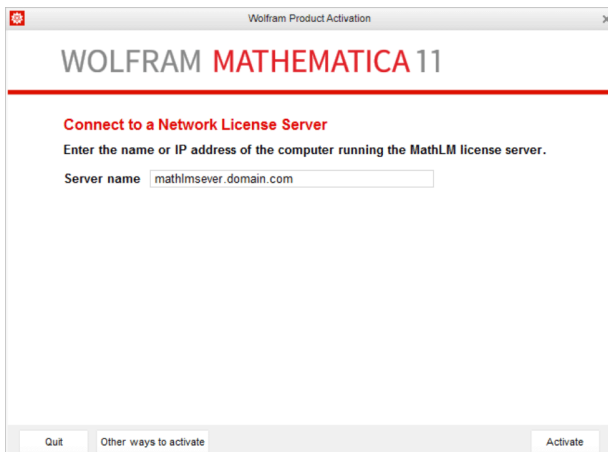 Wolfram Product Activation
WOLFRAM MATHEMATICA 11
Connect to a Network License Server
Enter the name or IP address of the computer running the MathLM license server.
Server name mathlmsever.domain.com
Quit Other ways to activate Activate